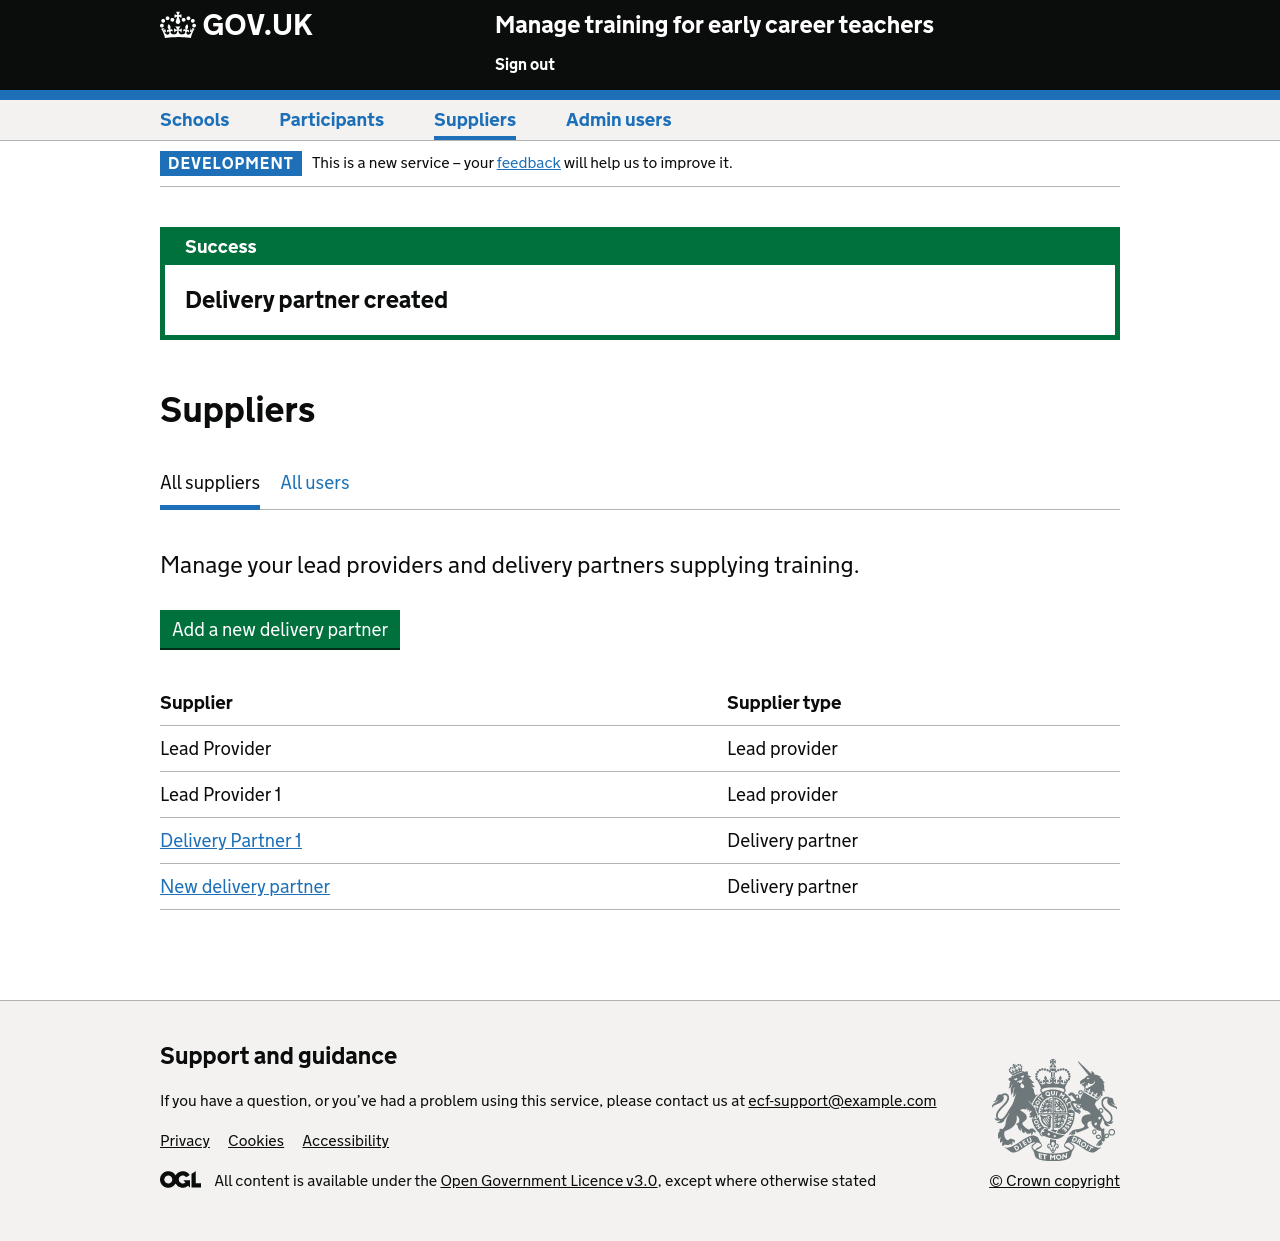 GOV.UK
Manage training for early career teachers
Sign out
Schools Participants Suppliers Admin users
DEVELOPMENT This is a new service – your feedback will help us to improve it.
Success
Delivery partner created
Suppliers
All suppliers All users
Manage your lead providers and delivery partners supplying training.
Add a new delivery partner
Supplier Supplier type
Lead Provider Lead provider
Lead Provider 1 Lead provider
Delivery Partner 1 Delivery partner
New delivery partner Delivery partner
Support and guidance
If you have a question, or you’ve had a problem using this service, please contact us at ecf-support@example.com
Privacy Cookies Accessibility
OGL All content is available under the Open Government Licence v3.0, except where otherwise stated
© Crown copyright